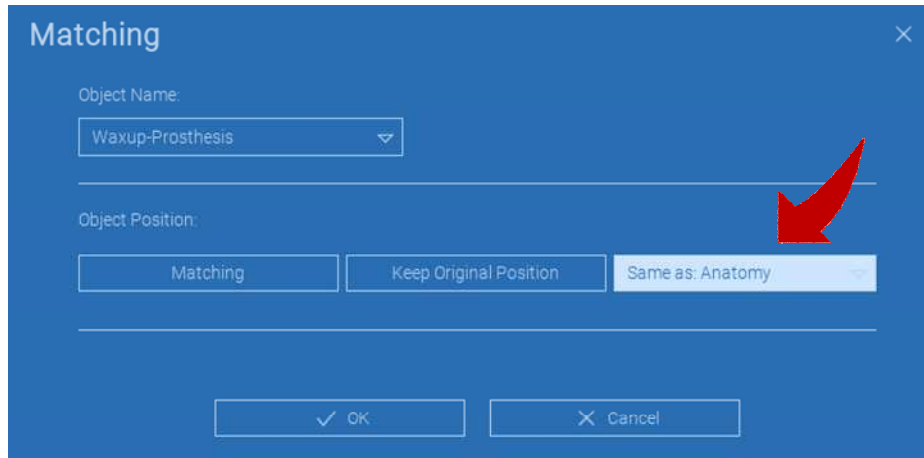 Matching
Object Name:
Waxup-Prosthesis
Object Position:
Matching
Keep Original Position
Same as: Anatomy
OK
Cancel